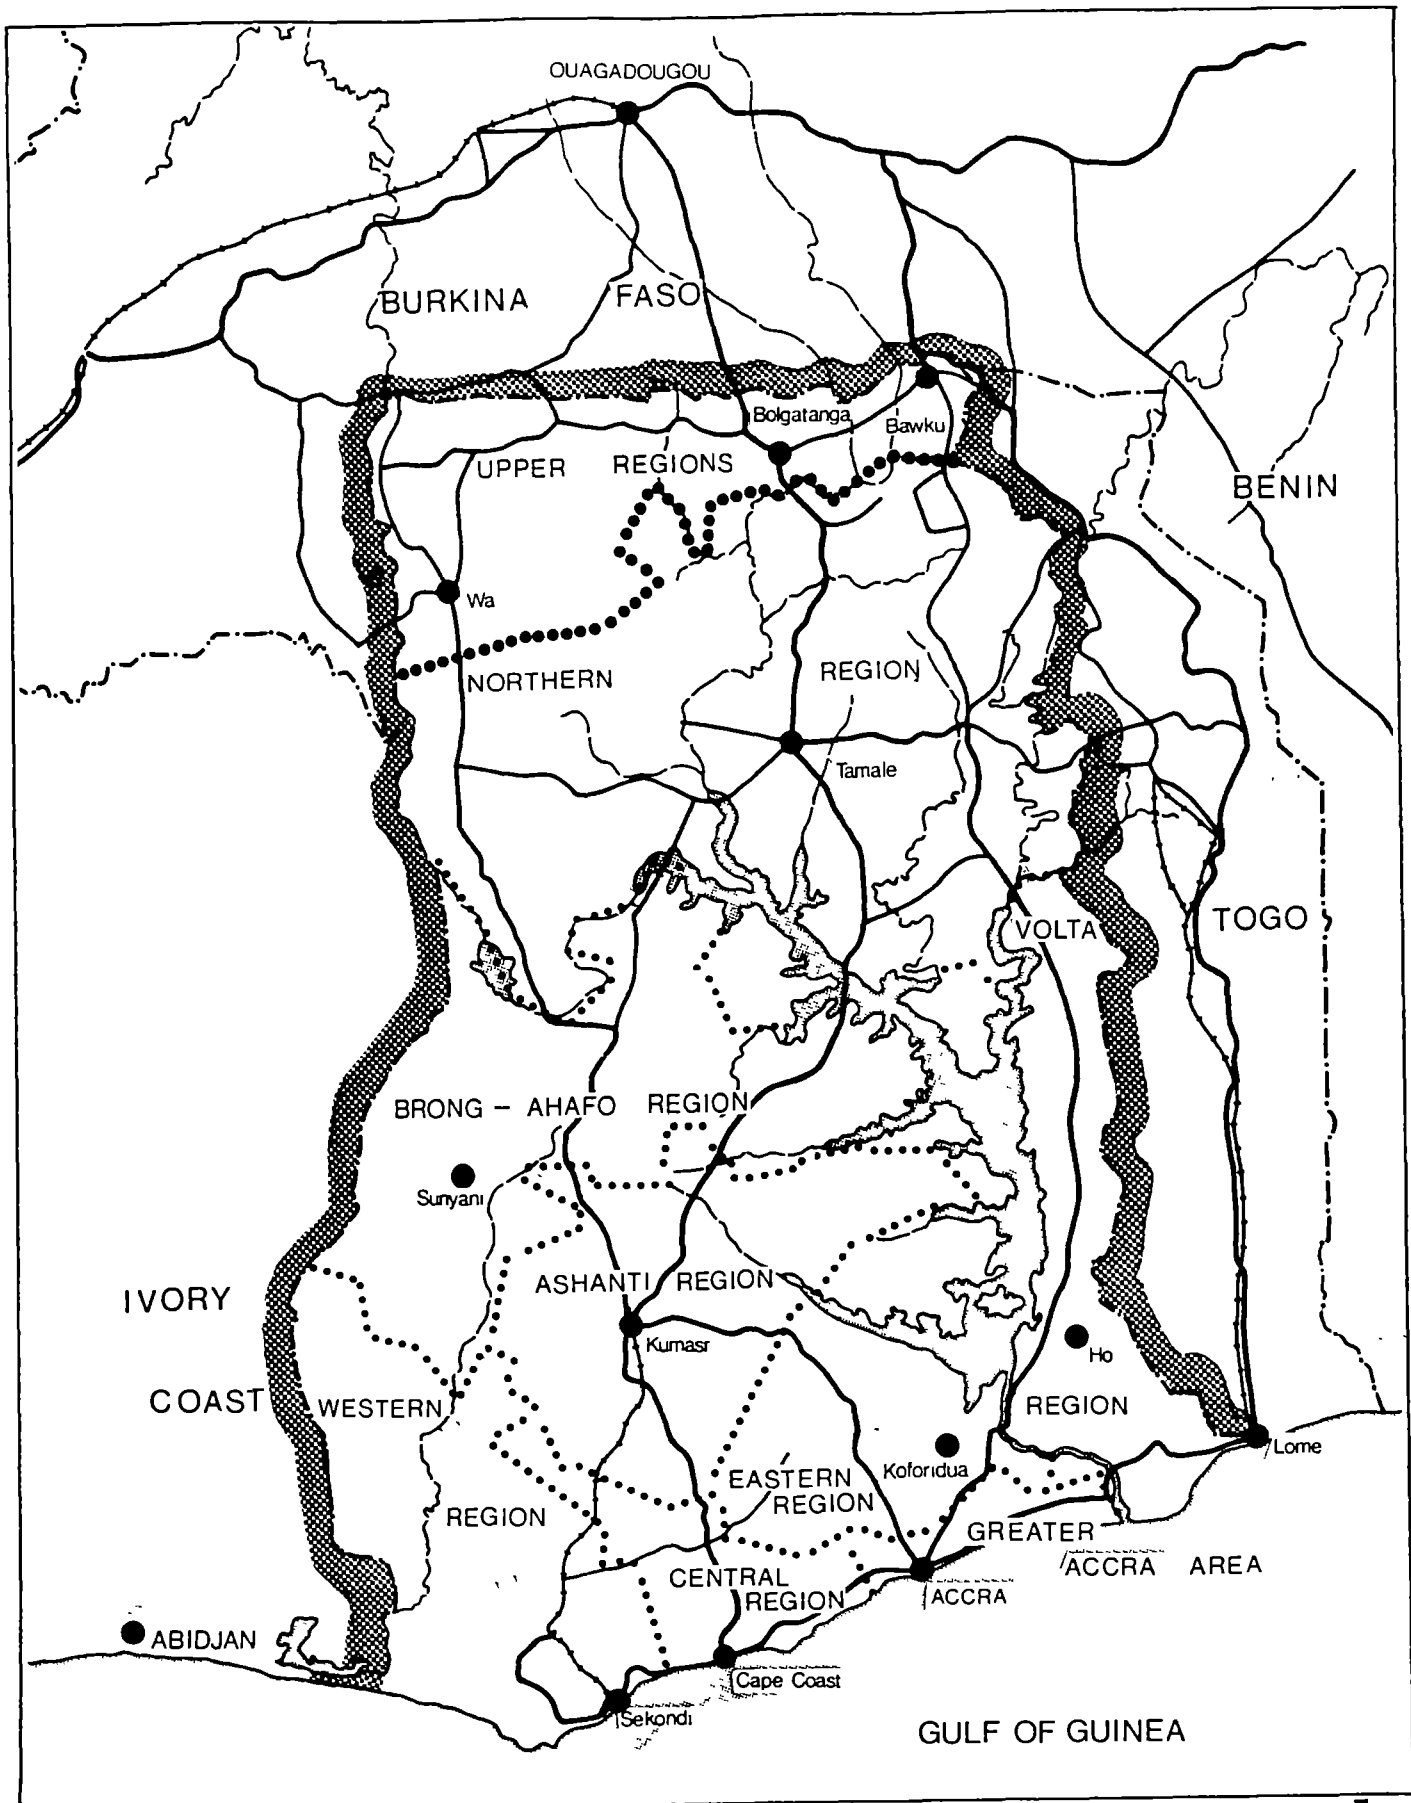 OUAGADOUGOU
BURKINA FASO
Bolgatanga
Bawku
UPPER REGIONS
BENIN
Wa
NORTHERN REGION
Tamale
VOLTA
TOGO
BRONG – AHAFO REGION
Sunyani
IVORY
ASHANTI REGION
Kumasr
Ho
COAST
WESTERN
REGION
Lome
Koforidua
EASTERN
REGION
REGION
GREATER
ACCRA AREA
CENTRAL
REGION
ACCRA
ABIDJAN
Cape Coast
Sekondi
GULF OF GUINEA